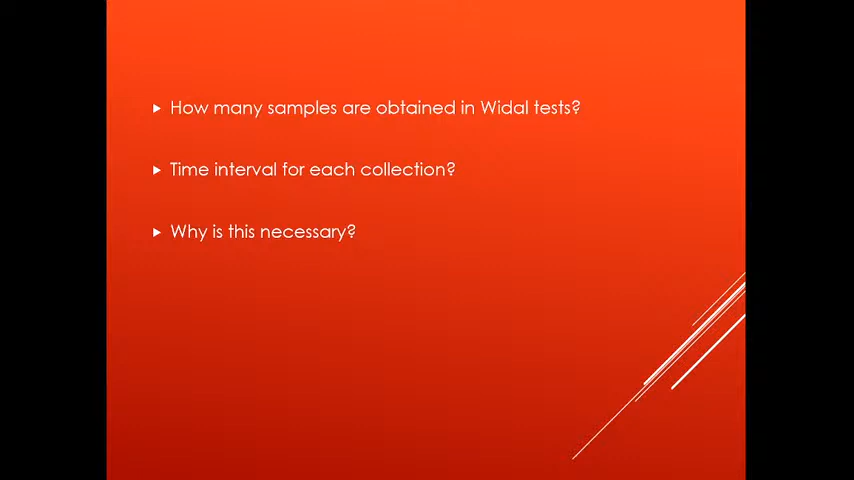 How many samples are obtained in Widal tests?
Time interval for each collection?
Why is this necessary?